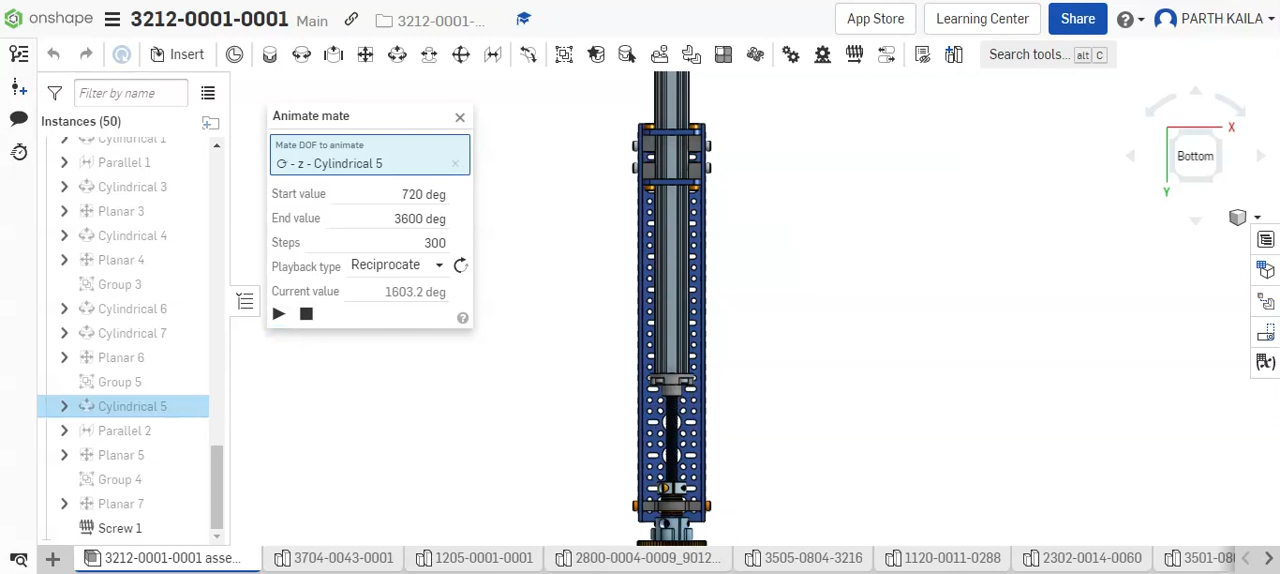 onshape
3212-0001-0001 Main
3212-0001-...
App Store
Learning Center
Share
PARTH KAILA
Insert
Search tools... alt C
Filter by name
Instances (50)
Cylindrical 1
Parallel 1
Cylindrical 3
Planar 3
Cylindrical 4
Planar 4
Group 3
Cylindrical 6
Cylindrical 7
Planar 6
Group 5
Cylindrical 5
Parallel 2
Planar 5
Group 4
Planar 7
Screw 1
Animate mate
Mate DOF to animate
- z - Cylindrical 5
Start value 720 deg
End value 3600 deg
Steps 300
Playback type Reciprocate
Current value 1603.2 deg
X
Bottom
Y
(x)
3212-0001-0001 asse...
3704-0043-0001
1205-0001-0001
2800-0004-0009_9012...
3505-0804-3216
1120-0011-0288
2302-0014-0060